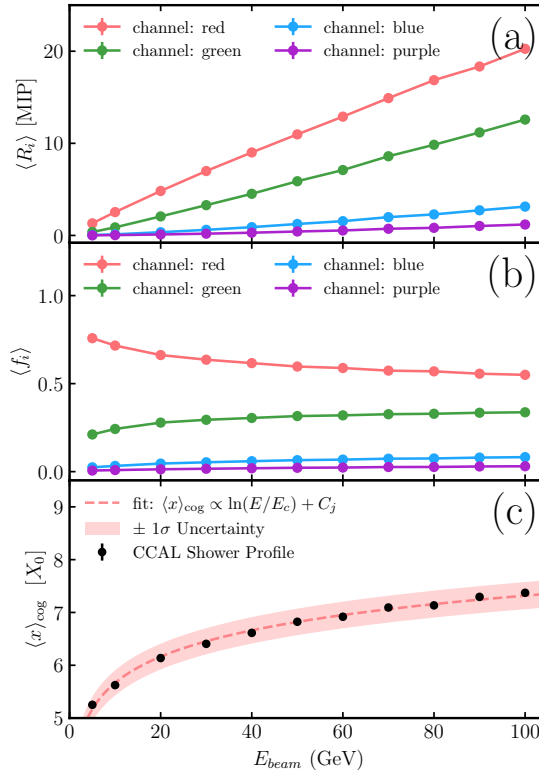 (a)
channel: red channel: blue
channel: green channel: purple
20
10
0
⟨R_i⟩ [MIP]
(b)
channel: red channel: blue
channel: green channel: purple
1.0
0.5
0.0
⟨f_i⟩
(c)
fit: ⟨x⟩_cog ∝ ln(E/E_c) + C_j
± 1σ Uncertainty
CCAL Shower Profile
9
8
7
6
5
⟨x⟩_cog [X_0]
0 20 40 60 80 100
E_beam (GeV)